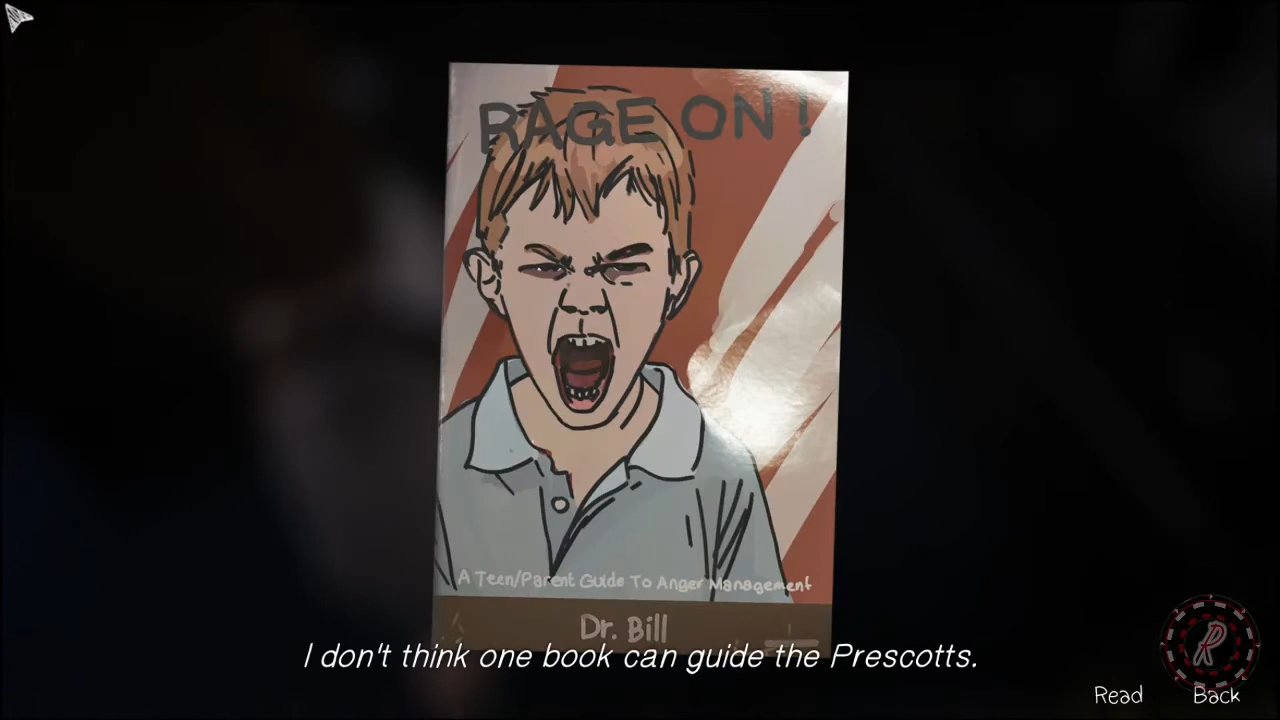 RAGE ON !
A Teen/Parent Guide To Anger Management
Dr. Bill
I don't think one book can guide the Prescotts.
R
Read
Back